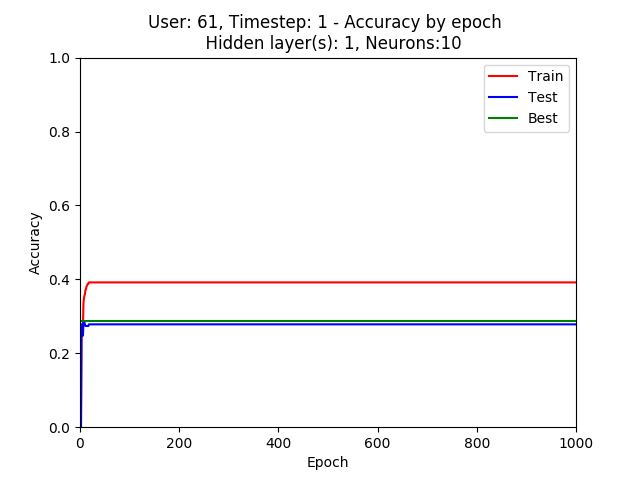 User: 61, Timestep: 1 - Accuracy by epoch
Hidden layer(s): 1, Neurons:10
1.0
0.8
0.6
0.4
0.2
0.0
Accuracy
Train
Test
Best
0 200 400 600 800 1000
Epoch